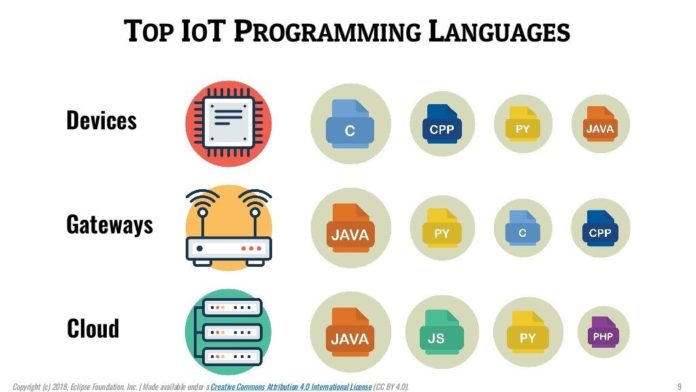 TOP IOT PROGRAMMING LANGUAGES
Devices
C
CPP
PY
JAVA
Gateways
JAVA
PY
C
CPP
Cloud
JAVA
JS
PY
PHP
Copyright (c) 2018, Eclipse Foundation, Inc. | Made available under a Creative Commons Attribution 4.0 International License (CC BY 4.0).
9